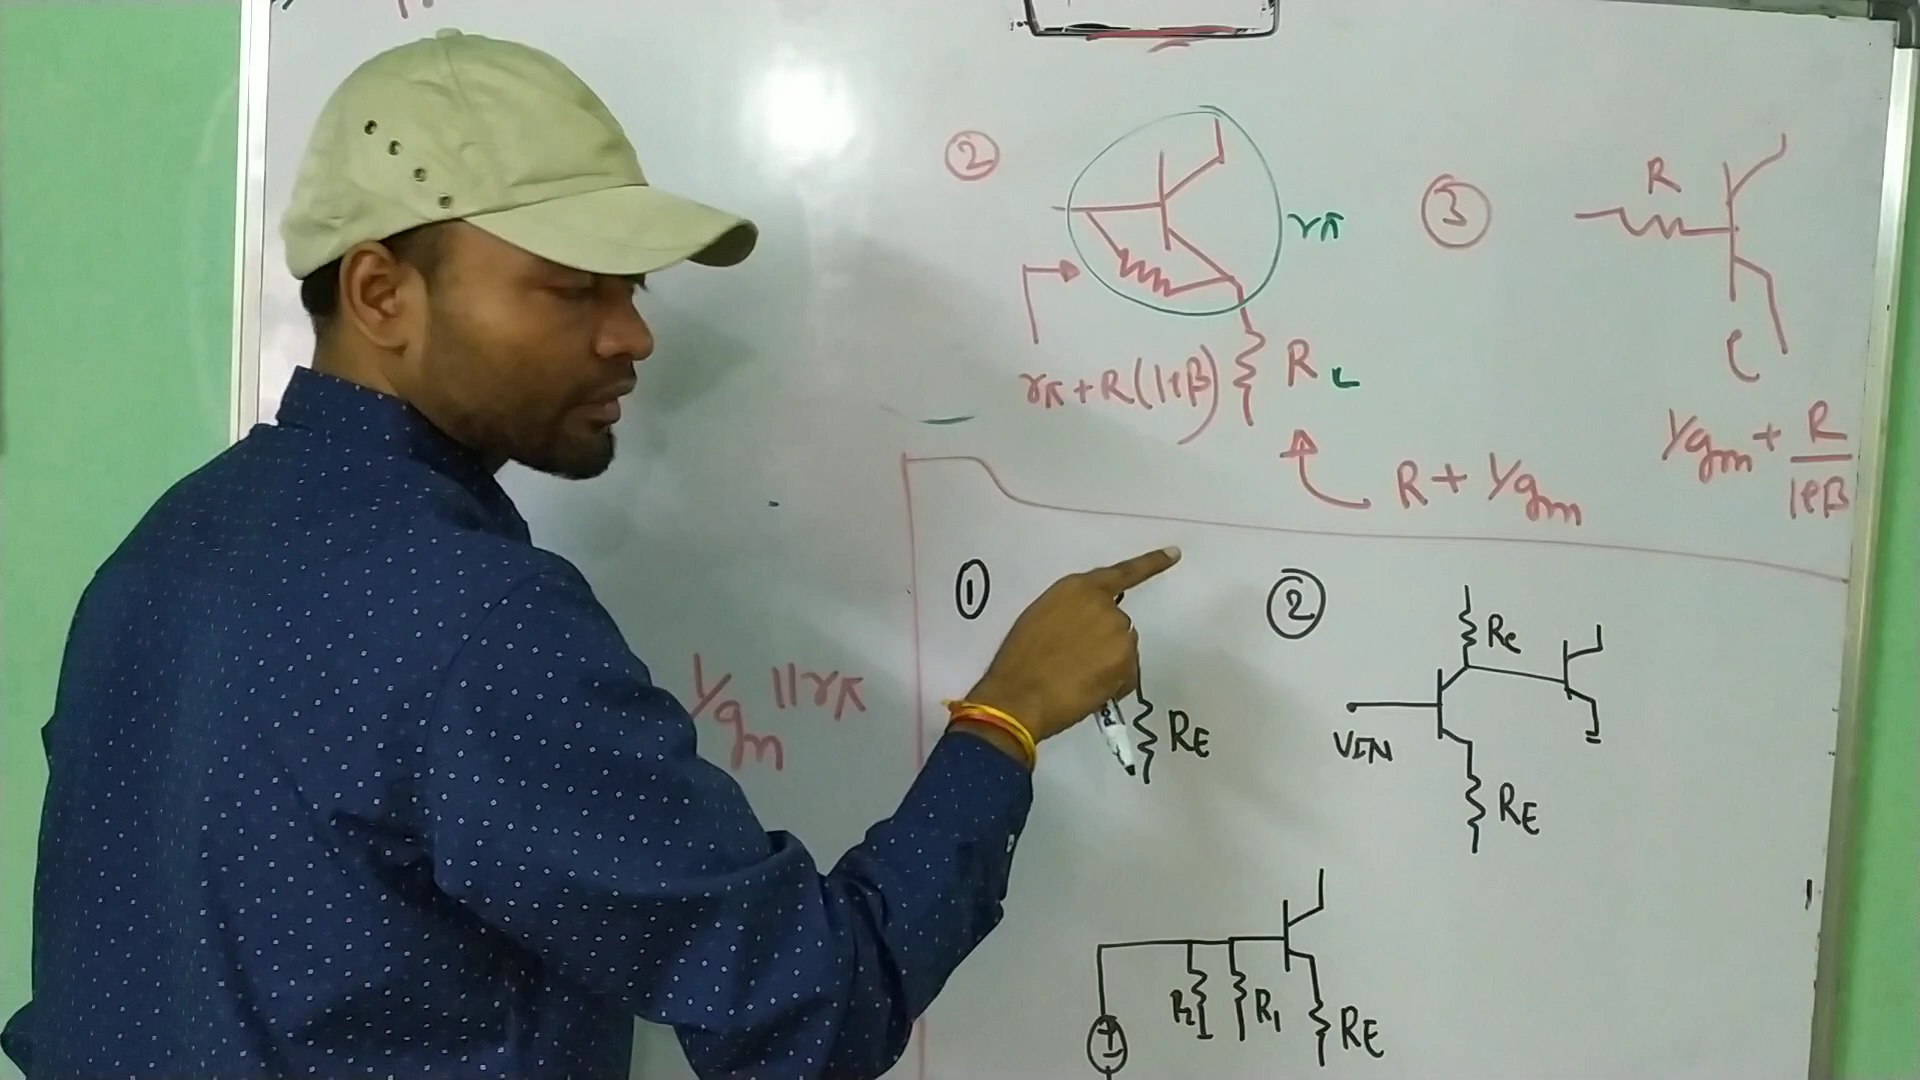 ②
rπ
③
R
rπ+R(1+β)
R L
1/gm + R/1+β
R + 1/gm
①
②
Rc
1/gm || rπ
RE
VIN
RE
R2
R1
RE